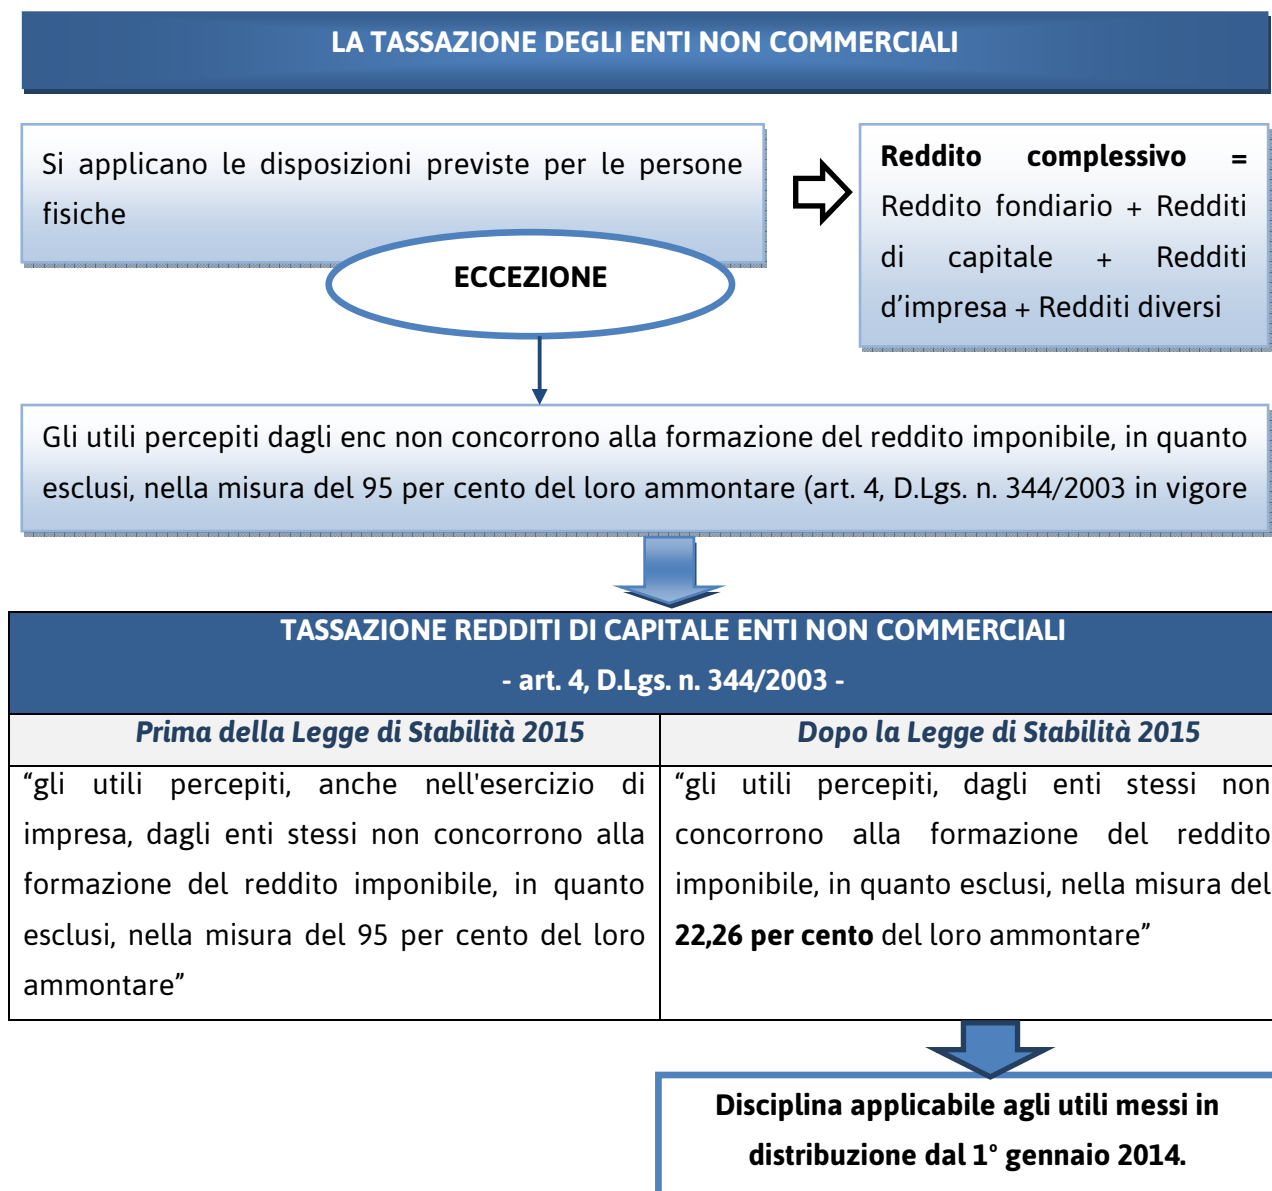 LA TASSAZIONE DEGLI ENTI NON COMMERCIALI
Si applicano le disposizioni previste per le persone
fisiche
Reddito complessivo =
Reddito fondiario + Redditi
di capitale + Redditi
d’impresa + Redditi diversi
ECCEZIONE
Gli utili percepiti dagli enc non concorrono alla formazione del reddito imponibile, in quanto
esclusi, nella misura del 95 per cento del loro ammontare (art. 4, D.Lgs. n. 344/2003 in vigore
TASSAZIONE REDDITI DI CAPITALE ENTI NON COMMERCIALI
- art. 4, D.Lgs. n. 344/2003 -
Prima della Legge di Stabilità 2015
“gli utili percepiti, anche nell'esercizio di
impresa, dagli enti stessi non concorrono alla
formazione del reddito imponibile, in quanto
esclusi, nella misura del 95 per cento del loro
ammontare”
Dopo la Legge di Stabilità 2015
“gli utili percepiti, dagli enti stessi non
concorrono alla formazione del reddito
imponibile, in quanto esclusi, nella misura del
22,26 per cento del loro ammontare”
Disciplina applicabile agli utili messi in
distribuzione dal 1° gennaio 2014.